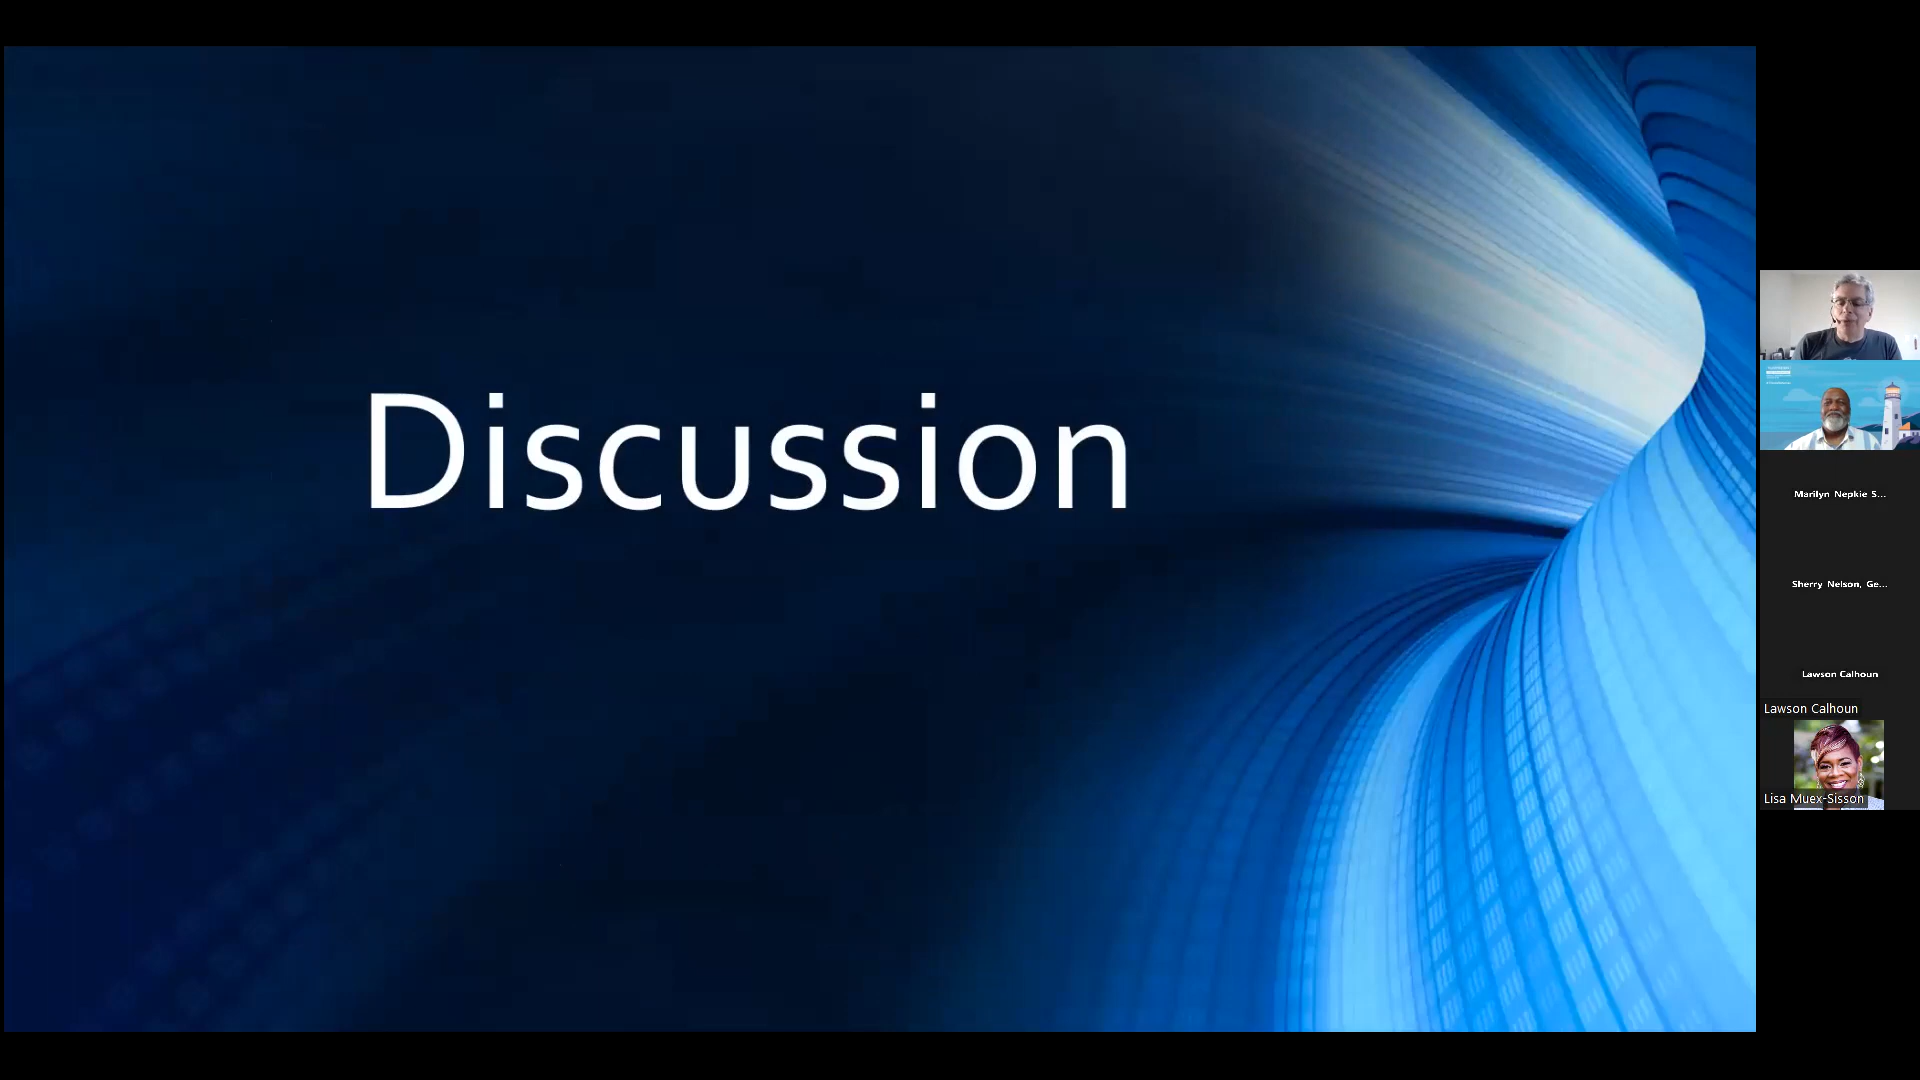 Discussion
Marilyn Nepkie S...
Sherry Nelson, Ge...
Lawson Calhoun
Lawson Calhoun
Lisa Muex-Sisson